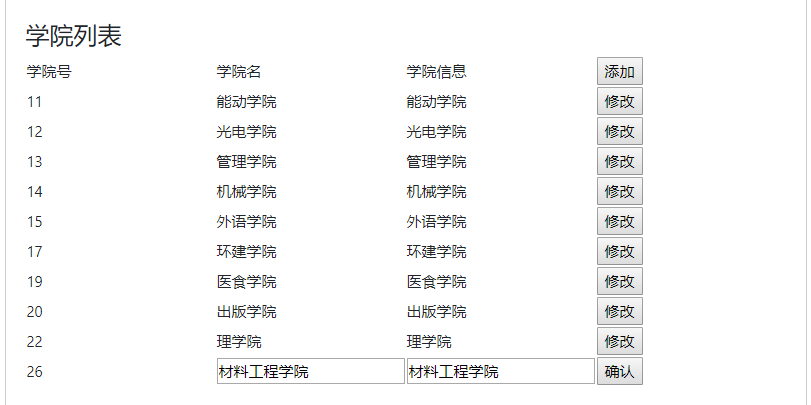 学院列表
学院号 学院名 学院信息 添加
11 能动学院 能动学院 修改
12 光电学院 光电学院 修改
13 管理学院 管理学院 修改
14 机械学院 机械学院 修改
15 外语学院 外语学院 修改
17 环建学院 环建学院 修改
19 医食学院 医食学院 修改
20 出版学院 出版学院 修改
22 理学院 理学院 修改
26 材料工程学院 材料工程学院 确认